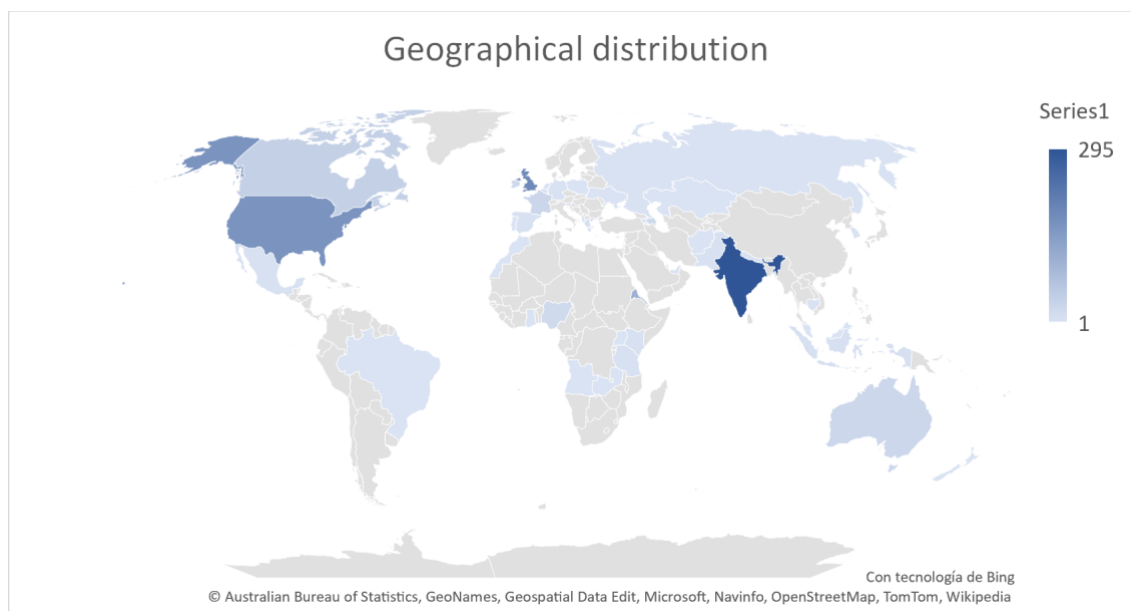 Geographical distribution
Series1
295
1
Con tecnología de Bing
© Australian Bureau of Statistics, GeoNames, Geospatial Data Edit, Microsoft, Navinfo, OpenStreetMap, TomTom, Wikipedia